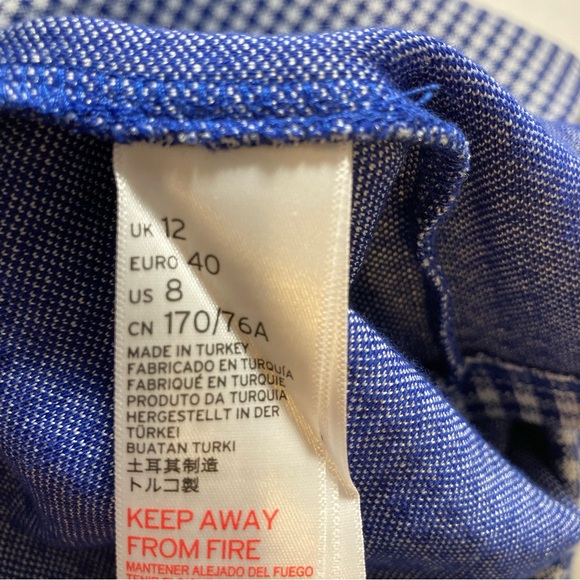 UK 12
EURO 40
US 8
CN 170/76A
MADE IN TURKEY
FABRICADO EN TURQUÍA
FABRIQUÉ EN TURQUIE
PRODUTO DA TURQUIA
HERGESTELLT IN DER
TÜRKEI
BUATAN TURKI
土耳其制造
トルコ製
KEEP AWAY
FROM FIRE
MANTENER ALEJADO DEL FUEGO